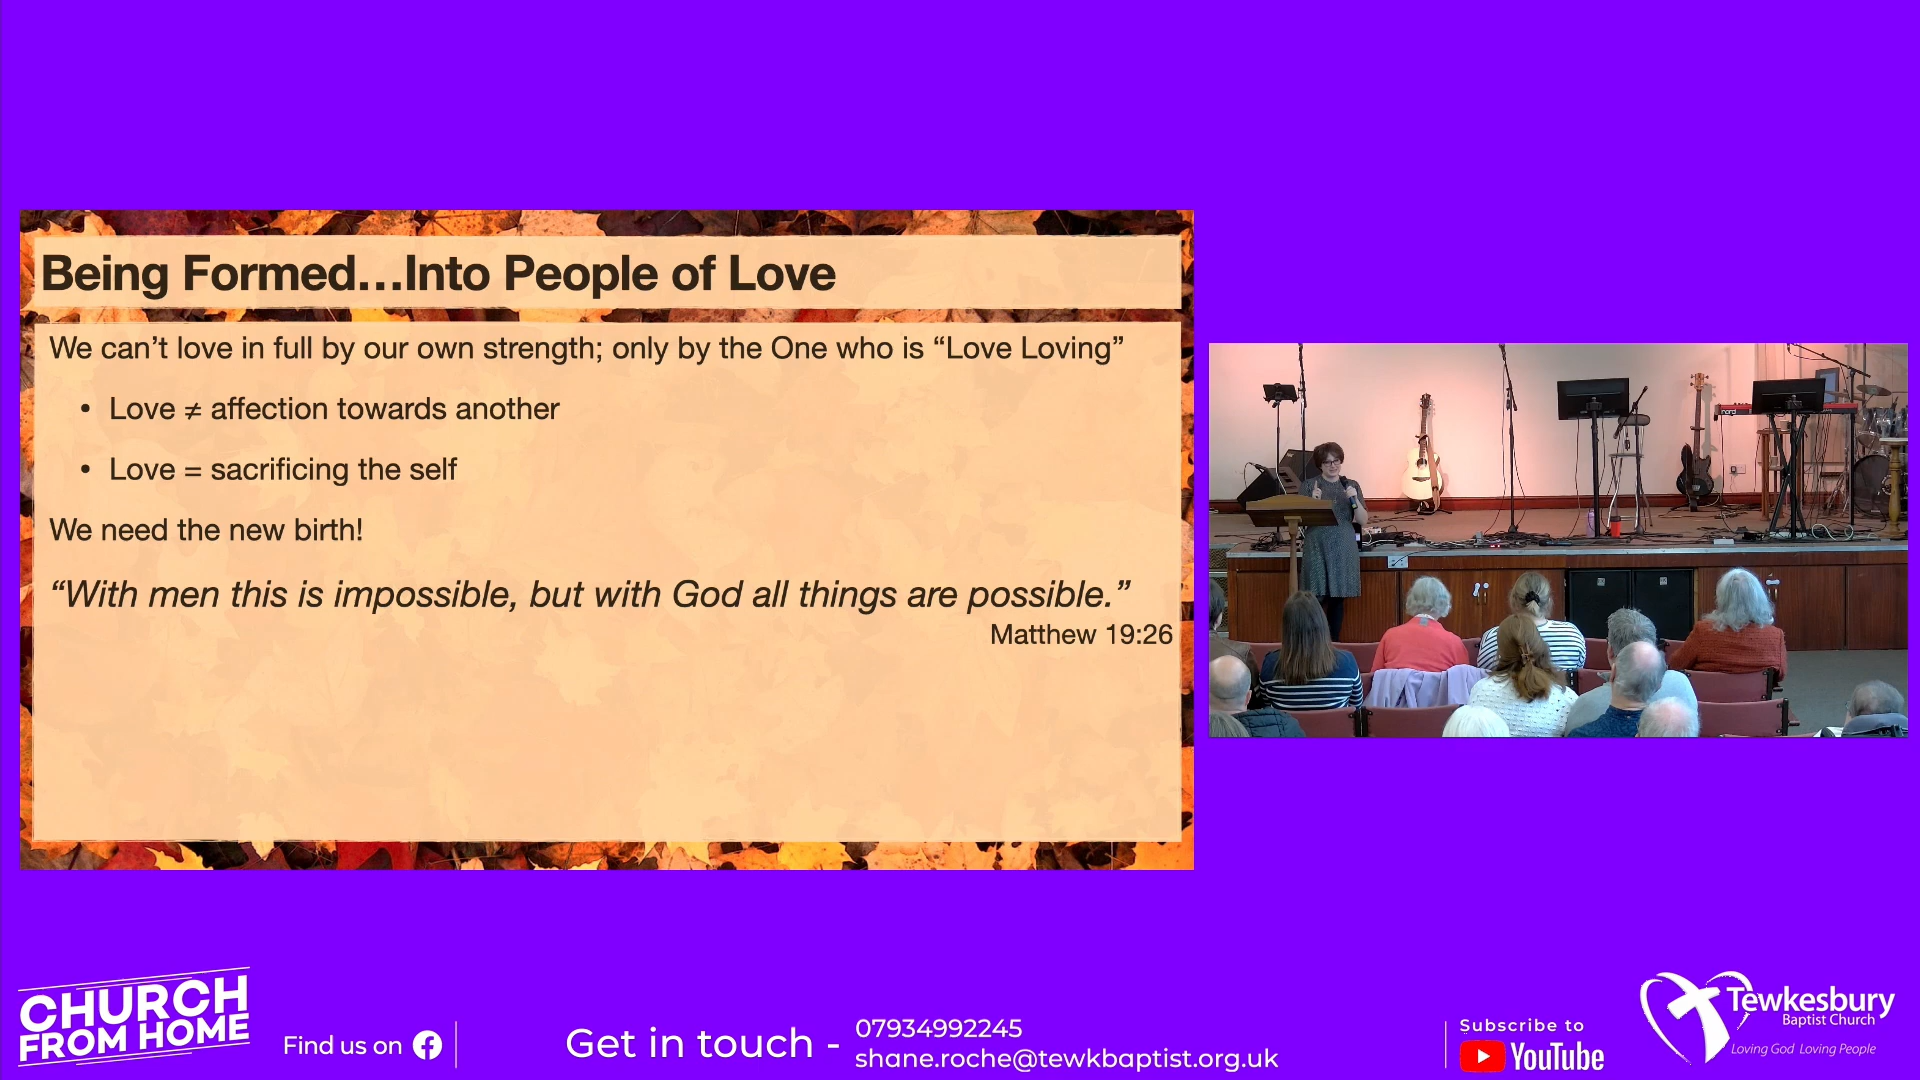 Being Formed…Into People of Love
We can’t love in full by our own strength; only by the One who is “Love Loving”
• Love ≠ affection towards another
• Love = sacrificing the self
We need the new birth!
“With men this is impossible, but with God all things are possible.”
Matthew 19:26
nord
CHURCH
FROM HOME
Find us on
Get in touch -
07934992245
shane.roche@tewkbaptist.org.uk
Subscribe to
YouTube
Tewkesbury
Baptist Church
Loving God Loving People